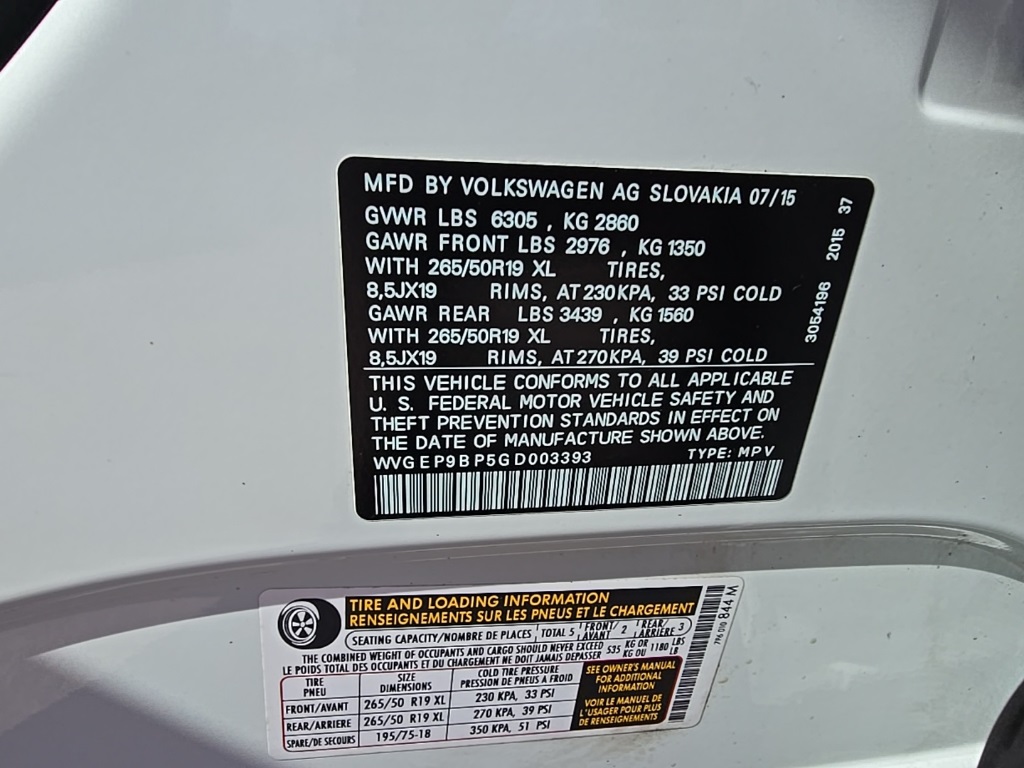 MFD BY VOLKSWAGEN AG SLOVAKIA 07/15
GVWR LBS 6305 , KG 2860
GAWR FRONT LBS 2976 , KG 1350
WITH 265/50R19 XL TIRES,
8,5JX19 RIMS, AT 230KPA, 33 PSI COLD
GAWR REAR LBS 3439 , KG 1560
WITH 265/50R19 XL TIRES,
8,5JX19 RIMS, AT 270KPA, 39 PSI COLD
THIS VEHICLE CONFORMS TO ALL APPLICABLE
U. S. FEDERAL MOTOR VEHICLE SAFETY AND
THEFT PREVENTION STANDARDS IN EFFECT ON
THE DATE OF MANUFACTURE SHOWN ABOVE.
WVGEP9BP5GD003393 TYPE: MPV
3054196 2015 37
TIRE AND LOADING INFORMATION
RENSEIGNEMENTS SUR LES PNEUS ET LE CHARGEMENT
SEATING CAPACITY/NOMBRE DE PLACES TOTAL 5 FRONT/AVANT 2 REAR/ARRIÈRE 3
THE COMBINED WEIGHT OF OCCUPANTS AND CARGO SHOULD NEVER EXCEED 535 KG OR 1180 LBS
LE POIDS TOTAL DES OCCUPANTS ET DU CHARGEMENT NE DOIT JAMAIS DEPASSER KG OU LB
TIRE PNEU
SIZE DIMENSIONS
COLD TIRE PRESSURE
PRESSION DE PNEUS A FROID
FRONT/AVANT 265/50 R19 XL 230 KPA, 33 PSI
REAR/ARRIERE 265/50 R19 XL 270 KPA, 39 PSI
SPARE/DE SECOURS 195/75-18 350 KPA, 51 PSI
SEE OWNER'S MANUAL
FOR ADDITIONAL
INFORMATION
VOIR LE MANUEL DE
L'USAGER POUR PLUS
DE RENSEIGNEMENTS
844 M